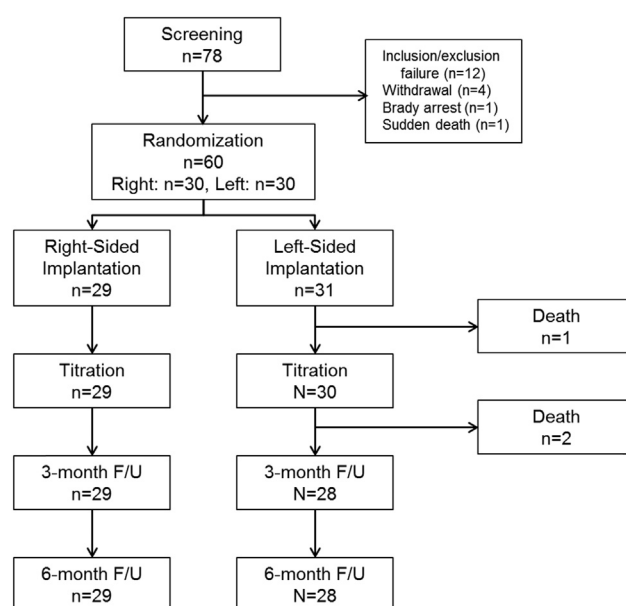 Screening
n=78
Inclusion/exclusion
failure (n=12)
Withdrawal (n=4)
Brady arrest (n=1)
Sudden death (n=1)
Randomization
n=60
Right: n=30, Left: n=30
Right-Sided
Implantation
n=29
Left-Sided
Implantation
n=31
Death
n=1
Titration
n=29
Titration
N=30
Death
n=2
3-month F/U
n=29
3-month F/U
N=28
6-month F/U
n=29
6-month F/U
N=28